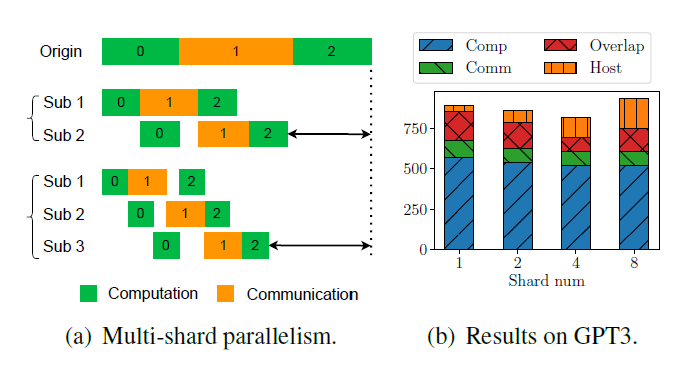 Origin
0 1 2
Sub 1
0 1 2
Sub 2
0 1 2
Sub 1
0 1 2
Sub 2
0 1 2
Sub 3
0 1 2
Computation Communication
(a) Multi-shard parallelism.
Comp Overlap
Comm Host
750
500
250
0
1 2 4 8
Shard num
(b) Results on GPT3.